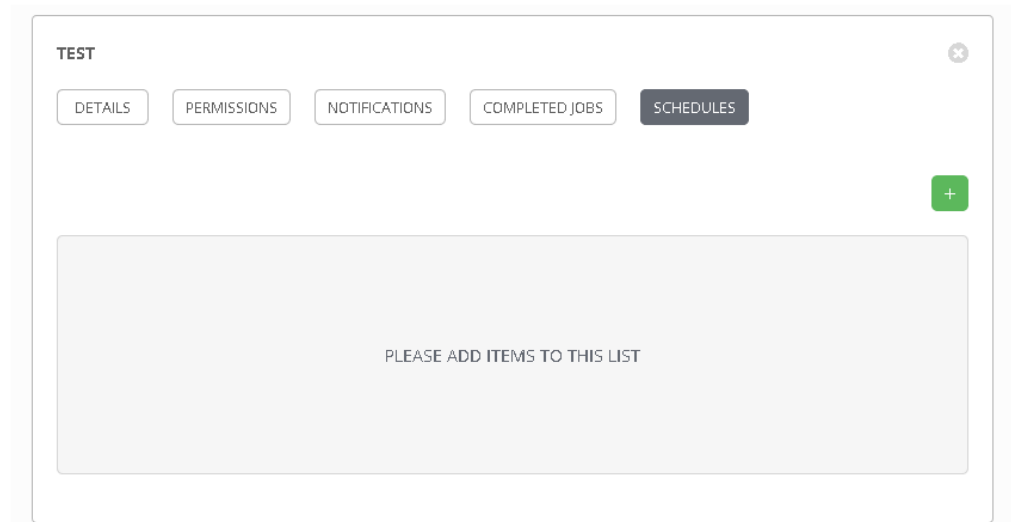 TEST
DETAILS PERMISSIONS NOTIFICATIONS COMPLETED JOBS SCHEDULES
+
PLEASE ADD ITEMS TO THIS LIST